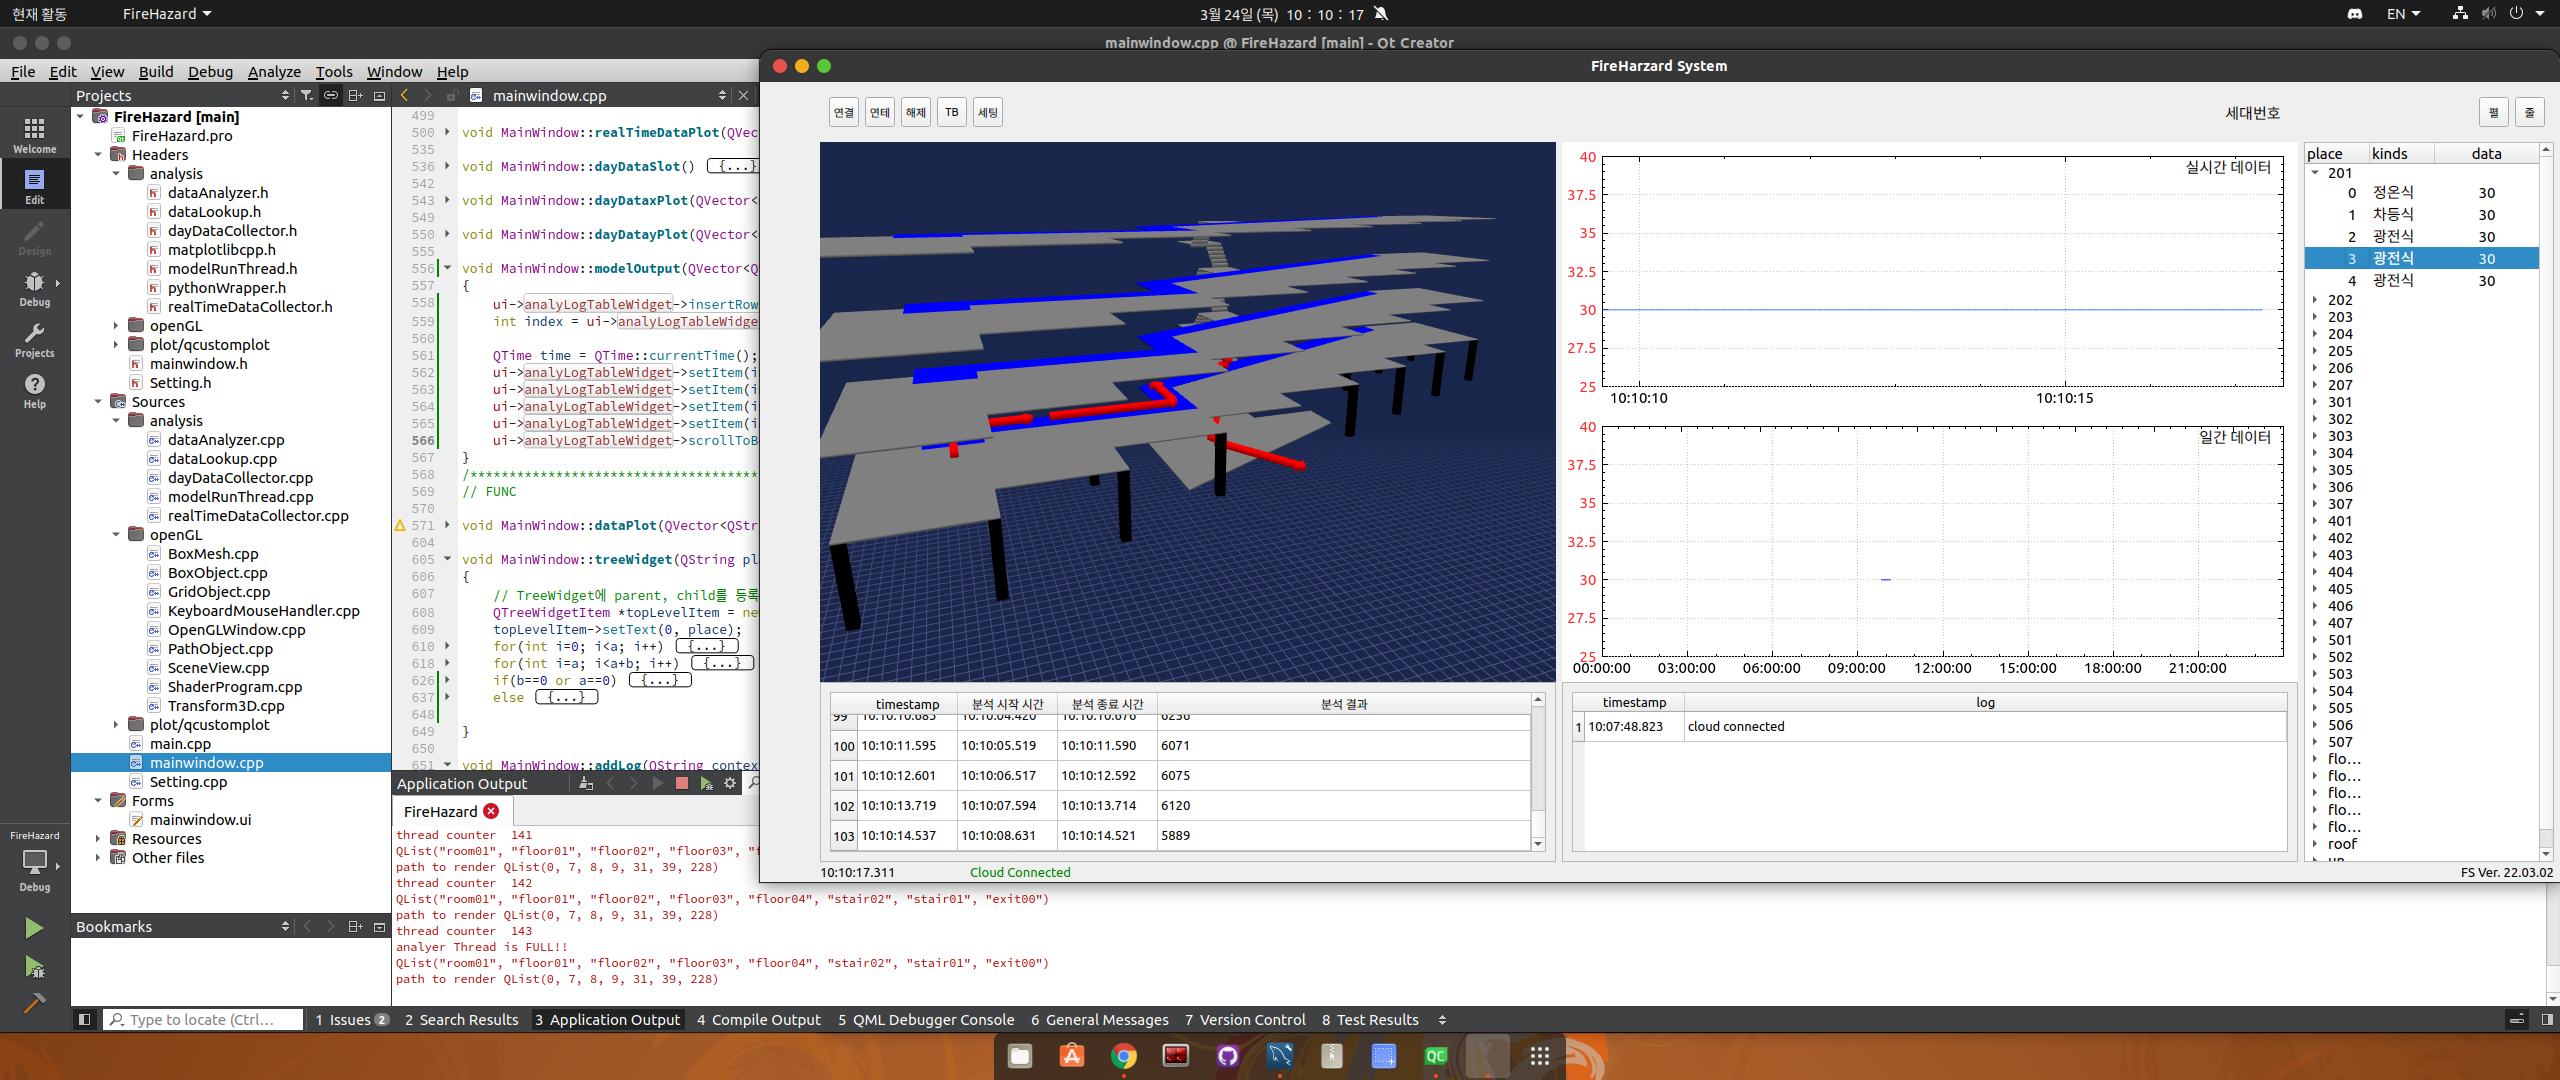 현재 활동
FireHazard
3월 24일 (목) 10 : 10 : 17
EN
mainwindow.cpp @ FireHazard [main] - Qt Creator
File Edit View Build Debug Analyze Tools Window Help
Projects
FireHazard [main]
FireHazard.pro
Headers
analysis
dataAnalyzer.h
dataLookup.h
dayDataCollector.h
matplotlibcpp.h
modelRunThread.h
pythonWrapper.h
realTimeDataCollector.h
openGL
plot/qcustomplot
mainwindow.h
Setting.h
Sources
analysis
dataAnalyzer.cpp
dataLookup.cpp
dayDataCollector.cpp
modelRunThread.cpp
realTimeDataCollector.cpp
openGL
BoxMesh.cpp
BoxObject.cpp
GridObject.cpp
KeyboardMouseHandler.cpp
OpenGLWindow.cpp
PathObject.cpp
SceneView.cpp
ShaderProgram.cpp
Transform3D.cpp
plot/qcustomplot
main.cpp
mainwindow.cpp
Setting.cpp
Forms
mainwindow.ui
Resources
Other files
Bookmarks
Welcome
Edit
Design
Debug
Projects
Help
FireHazard
Debug
mainwindow.cpp
499
500 void MainWindow::realTimeDataPlot(QVec
535
536 void MainWindow::dayDataSlot() {...}
542
543 void MainWindow::dayDataxPlot(QVector<
549
550 void MainWindow::dayDatayPlot(QVector<
555
556 void MainWindow::modelOutput(QVector<Q
557 {
558 ui->analyLogTableWidget->insertRow
559 int index = ui->analyLogTableWidge
560
561 QTime time = QTime::currentTime();
562 ui->analyLogTableWidget->setItem(i
563 ui->analyLogTableWidget->setItem(i
564 ui->analyLogTableWidget->setItem(i
565 ui->analyLogTableWidget->setItem(i
566 ui->analyLogTableWidget->scrollToB
567 }
568 /*************************************
569 // FUNC
570
571 void MainWindow::dataPlot(QVector<QStr
604
605 void MainWindow::treeWidget(QString pl
606 {
607 // TreeWidget에 parent, child를 등록
608 QTreeWidgetItem *topLevelItem = ne
609 topLevelItem->setText(0, place);
610 for(int i=0; i<a; i++) {...}
618 for(int i=a; i<a+b; i++) {...}
626 if(b==0 or a==0) {...}
637 else {...}
648
649 }
650
651 void MainWindow::addLog(QString contex
Application Output
FireHazard
thread counter 141
QList("room01", "floor01", "floor02", "floor03", "f
path to render QList(0, 7, 8, 9, 31, 39, 228)
thread counter 142
QList("room01", "floor01", "floor02", "floor03", "floor04", "stair02", "stair01", "exit00")
path to render QList(0, 7, 8, 9, 31, 39, 228)
thread counter 143
analyer Thread is FULL!!
QList("room01", "floor01", "floor02", "floor03", "floor04", "stair02", "stair01", "exit00")
path to render QList(0, 7, 8, 9, 31, 39, 228)
Type to locate (Ctrl...
1 Issues 2
2 Search Results
3 Application Output
4 Compile Output
5 QML Debugger Console
6 General Messages
7 Version Control
8 Test Results
FireHarzard System
연결 연테 해제 TB 세팅
세대번호
펼 줄
실시간 데이터
40
37.5
35
32.5
30
27.5
25
10:10:10 10:10:15
일간 데이터
40
37.5
35
32.5
30
27.5
25
00:00:00 03:00:00 06:00:00 09:00:00 12:00:00 15:00:00 18:00:00 21:00:00
place kinds data
201
0 정온식 30
1 차등식 30
2 광전식 30
3 광전식 30
4 광전식 30
202
203
204
205
206
207
301
302
303
304
305
306
307
401
402
403
404
405
406
407
501
502
503
504
505
506
507
flo...
flo...
flo...
flo...
flo...
roof
timestamp 분석 시작 시간 분석 종료 시간 분석 결과
99 10:10:10.685 10:10:04.420 10:10:10.676 6256
100 10:10:11.595 10:10:05.519 10:10:11.590 6071
101 10:10:12.601 10:10:06.517 10:10:12.592 6075
102 10:10:13.719 10:10:07.594 10:10:13.714 6120
103 10:10:14.537 10:10:08.631 10:10:14.521 5889
timestamp log
1 10:07:48.823 cloud connected
10:10:17.311 Cloud Connected
FS Ver. 22.03.02
QC